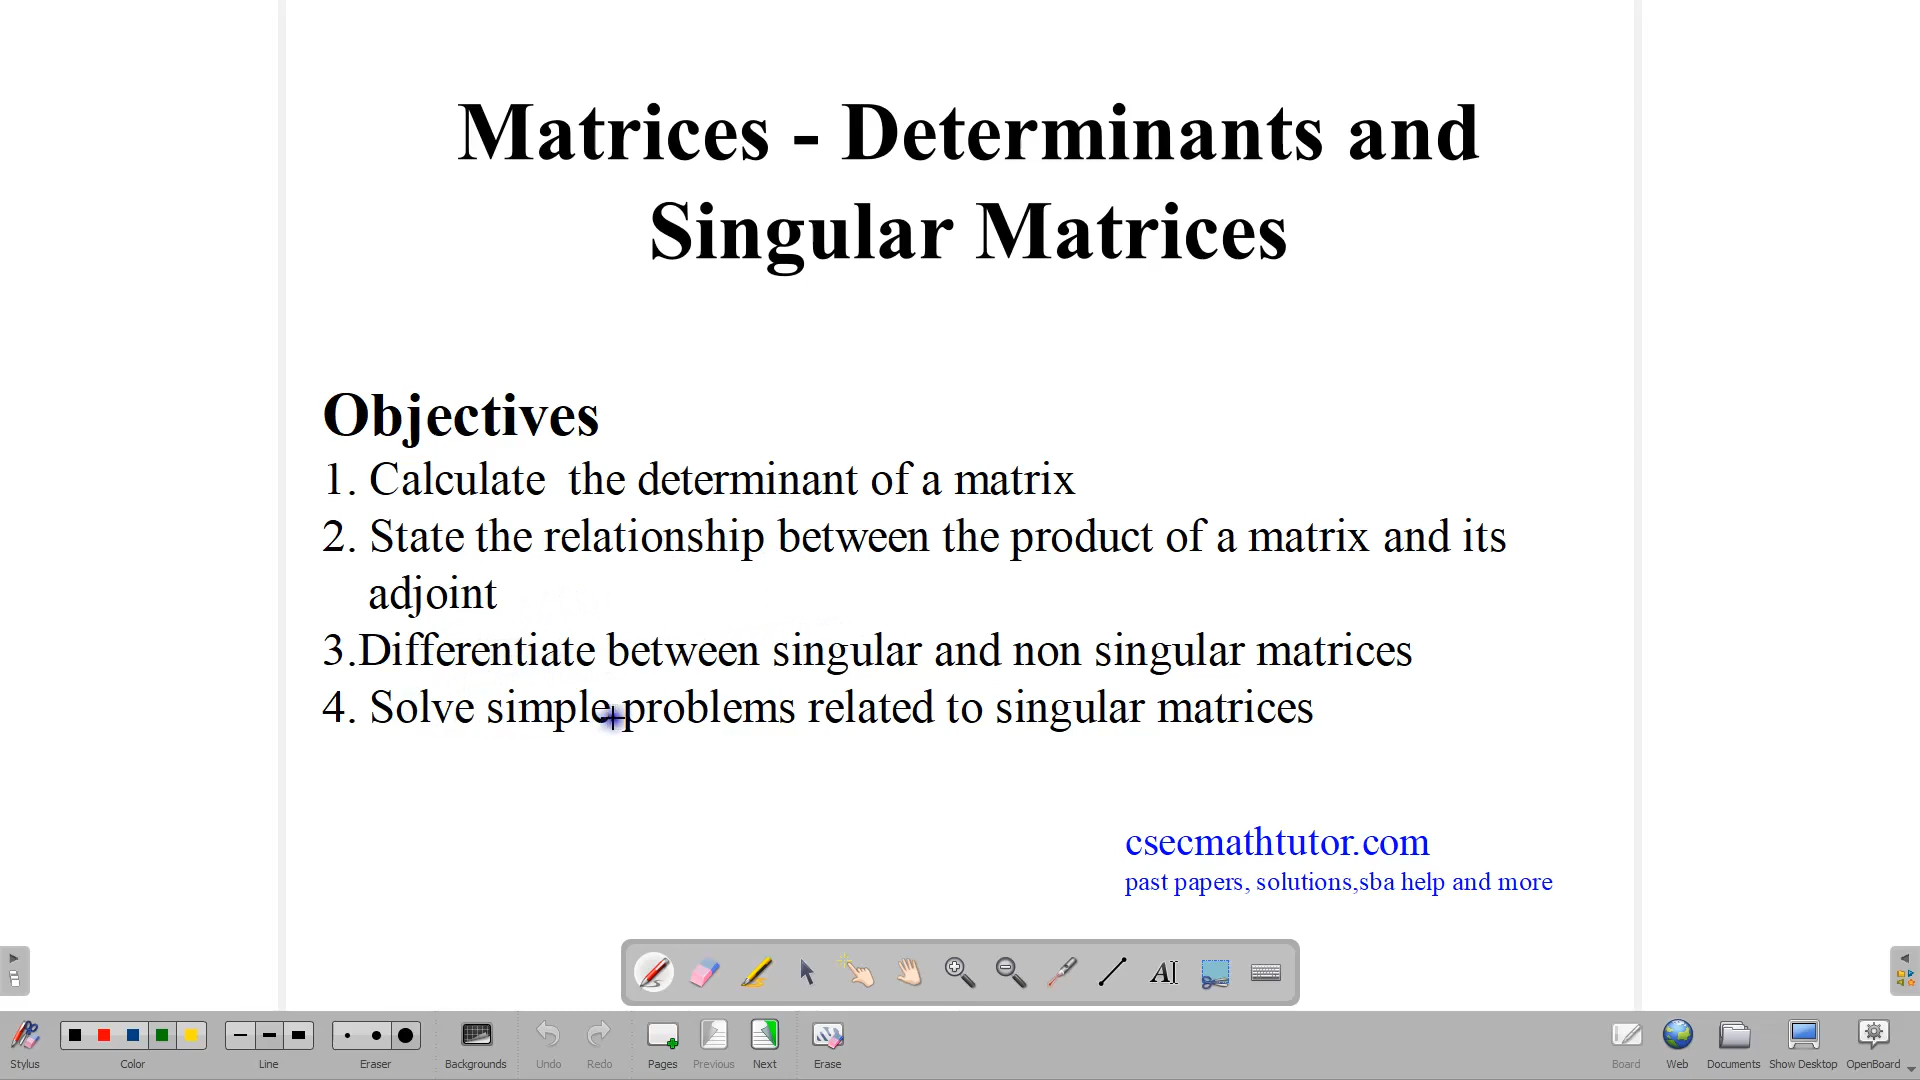 Matrices - Determinants and
Singular Matrices
Objectives
1. Calculate  the determinant of a matrix
2. State the relationship between the product of a matrix and its
adjoint
3.Differentiate between singular and non singular matrices
4. Solve simple problems related to singular matrices
csecmathtutor.com
past papers, solutions,sba help and more
AI
Stylus Color Line Eraser Backgrounds Undo Redo Pages Previous Next Erase Board Web Documents Show Desktop OpenBoard